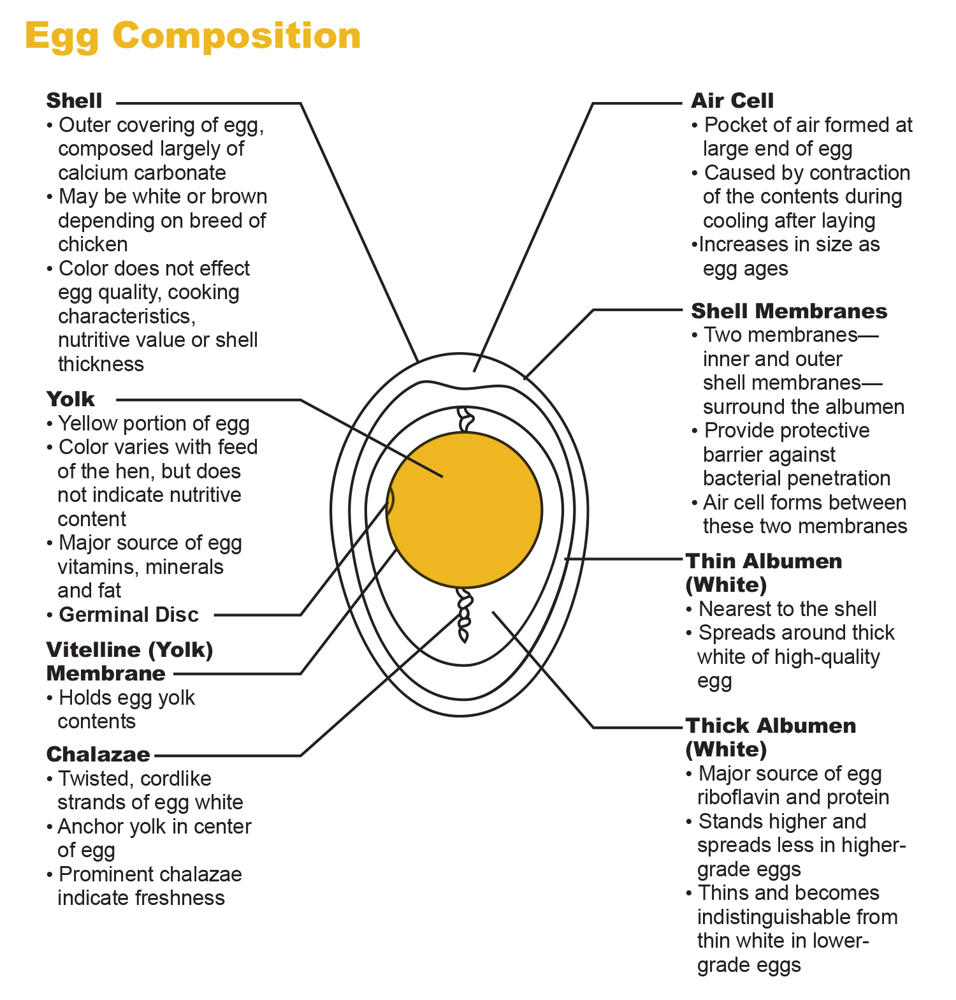 Egg Composition
Shell
• Outer covering of egg,
composed largely of
calcium carbonate
• May be white or brown
depending on breed of
chicken
• Color does not effect
egg quality, cooking
characteristics,
nutritive value or shell
thickness
Yolk
• Yellow portion of egg
• Color varies with feed
of the hen, but does
not indicate nutritive
content
• Major source of egg
vitamins, minerals
and fat
• Germinal Disc
Vitelline (Yolk)
Membrane
• Holds egg yolk
contents
Chalazae
• Twisted, cordlike
strands of egg white
• Anchor yolk in center
of egg
• Prominent chalazae
indicate freshness
Air Cell
• Pocket of air formed at
large end of egg
• Caused by contraction
of the contents during
cooling after laying
•Increases in size as
egg ages
Shell Membranes
• Two membranes—
inner and outer
shell membranes—
surround the albumen
• Provide protective
barrier against
bacterial penetration
• Air cell forms between
these two membranes
Thin Albumen
(White)
• Nearest to the shell
• Spreads around thick
white of high-quality
egg
Thick Albumen
(White)
• Major source of egg
riboflavin and protein
• Stands higher and
spreads less in higher-
grade eggs
• Thins and becomes
indistinguishable from
thin white in lower-
grade eggs